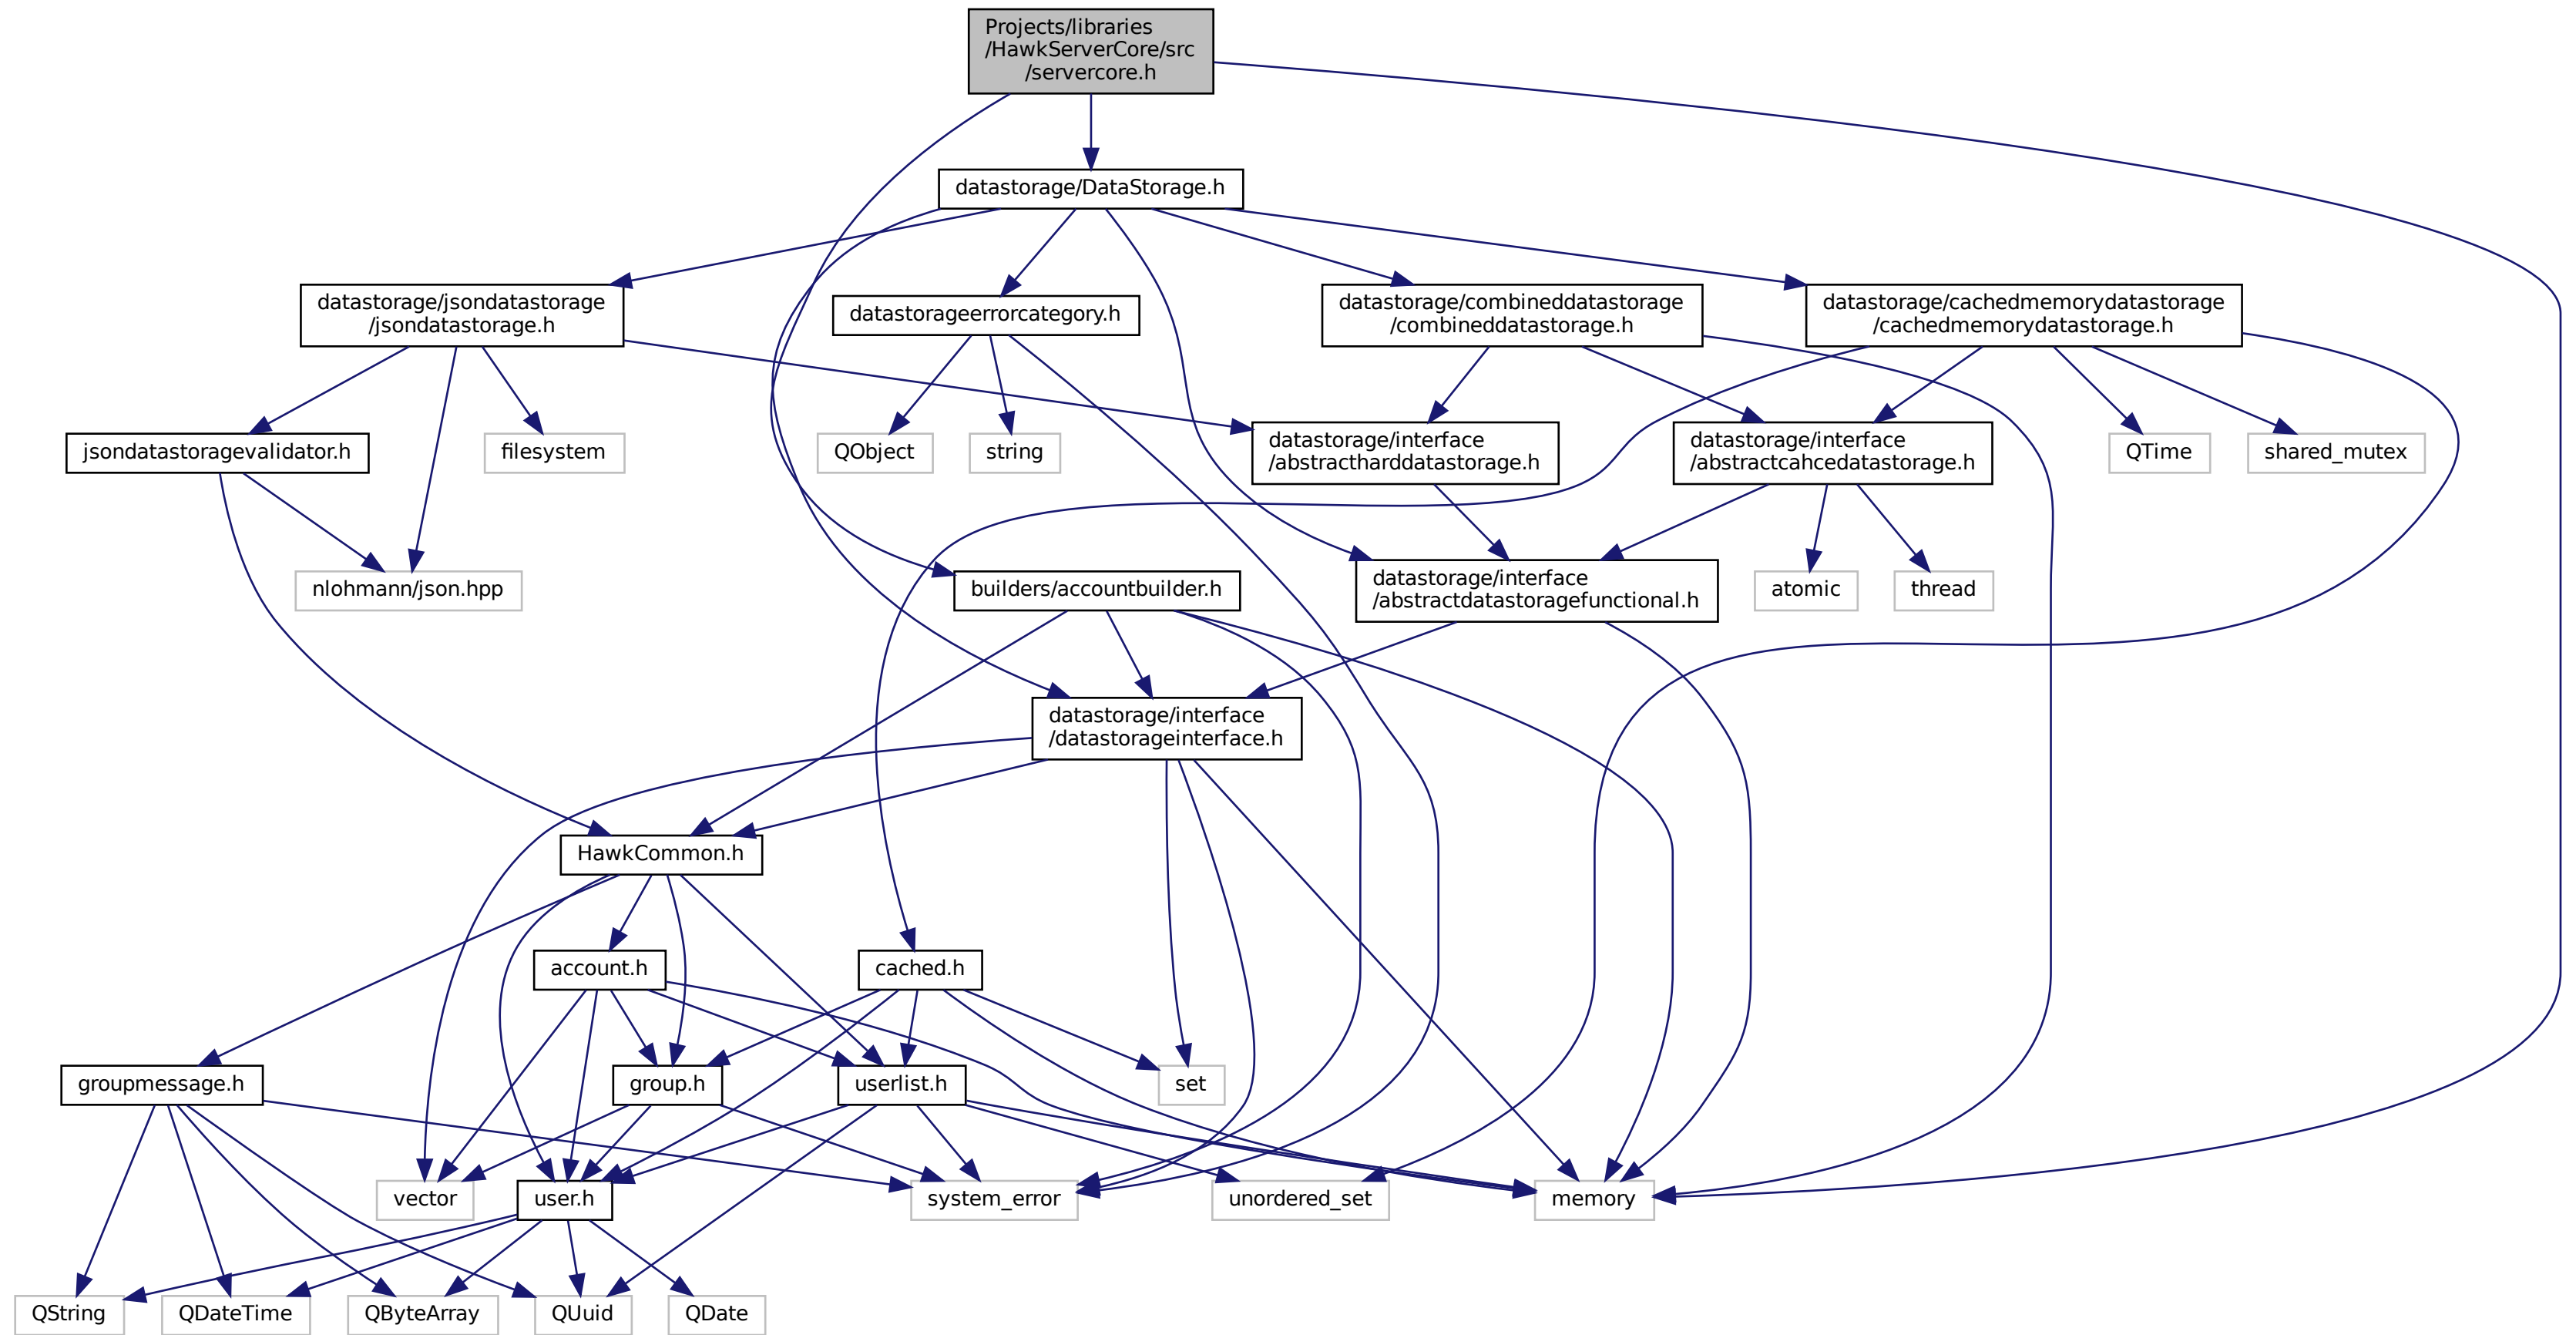 Projects/libraries
/HawkServerCore/src
/servercore.h
datastorage/DataStorage.h
datastorage/jsondatastorage
/jsondatastorage.h
datastorageerrorcategory.h
datastorage/combineddatastorage
/combineddatastorage.h
datastorage/cachedmemorydatastorage
/cachedmemorydatastorage.h
jsondatastoragevalidator.h
filesystem
QObject
string
datastorage/interface
/abstractharddatastorage.h
datastorage/interface
/abstractcahcedatastorage.h
QTime
shared_mutex
nlohmann/json.hpp
builders/accountbuilder.h
datastorage/interface
/abstractdatastoragefunctional.h
atomic
thread
datastorage/interface
/datastorageinterface.h
HawkCommon.h
account.h
cached.h
groupmessage.h
group.h
userlist.h
set
vector
user.h
system_error
unordered_set
memory
QString
QDateTime
QByteArray
QUuid
QDate